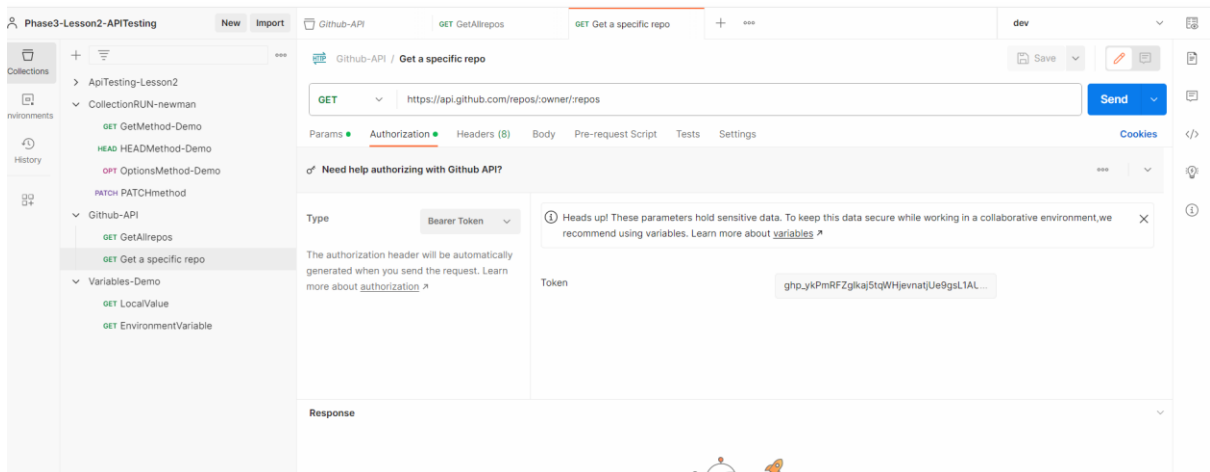 Phase3-Lesson2-APITesting
New Import
Github-API
GET GetAllrepos
GET Get a specific repo
dev
Collections
ApiTesting-Lesson2
CollectionRUN-newman
GET GetMethod-Demo
HEAD HEADMethod-Demo
OPT OptionsMethod-Demo
PATCH PATCHmethod
Github-API
GET GetAllrepos
GET Get a specific repo
Variables-Demo
GET LocalValue
GET EnvironmentVariable
nvironments
History
HTTP Github-API / Get a specific repo
Save
GET https://api.github.com/repos/:owner/:repos
Send
Params Authorization Headers (8) Body Pre-request Script Tests Settings
Cookies
Need help authorizing with Github API?
Type
Bearer Token
The authorization header will be automatically
generated when you send the request. Learn
more about authorization ↗
Heads up! These parameters hold sensitive data. To keep this data secure while working in a collaborative environment,we
recommend using variables. Learn more about variables ↗
Token
ghp_ykPmRFZglkaj5tqWHjevnatjUe9gsL1AL...
Response